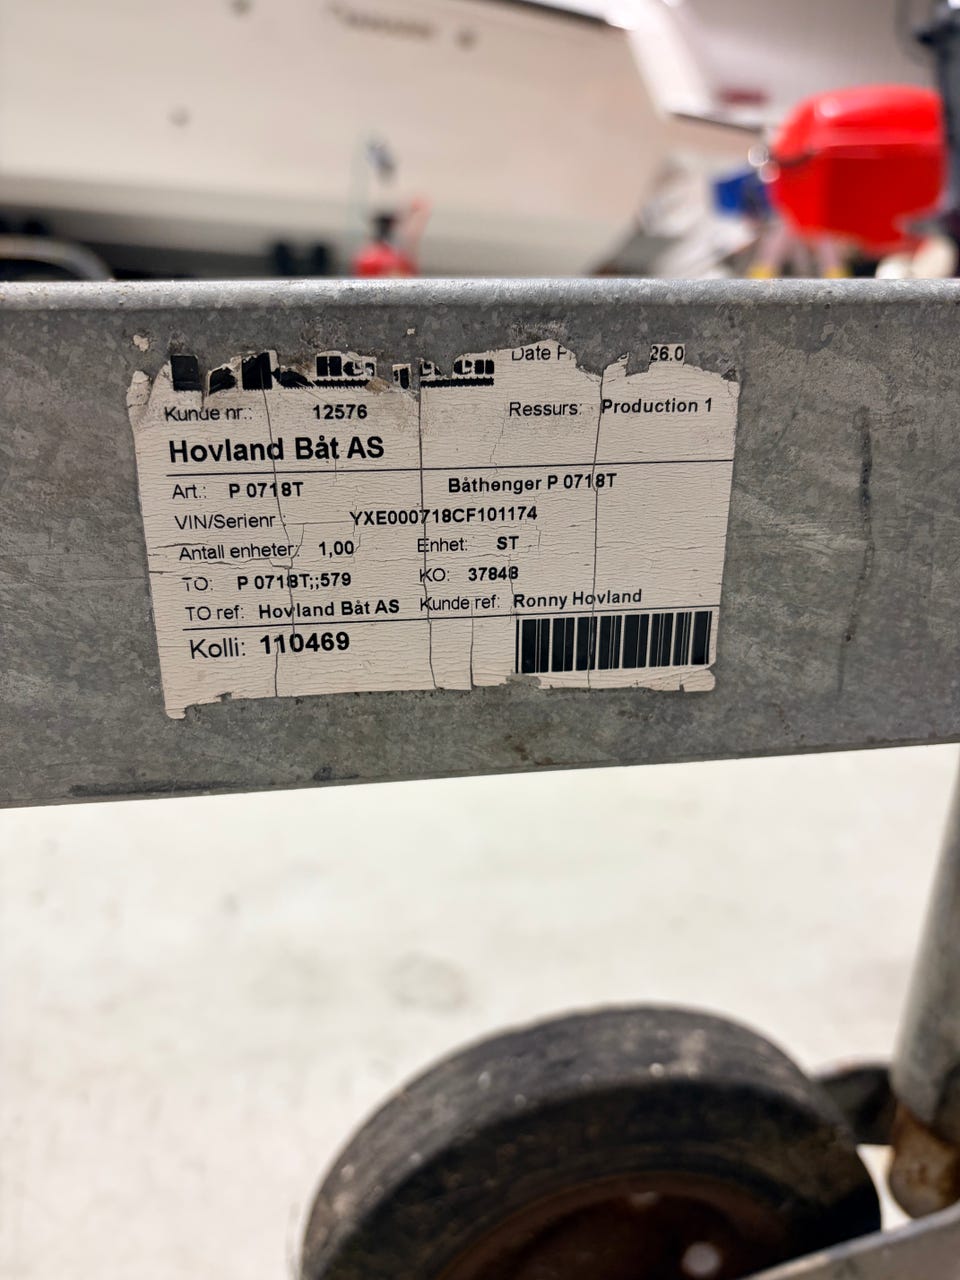 Date P 26.0
Kunde nr.: 12576 Ressurs: Production 1
Hovland Båt AS
Art.: P 0718T Båthenger P 0718T
VIN/Serienr.: YXE000718CF101174
Antall enheter: 1,00 Enhet: ST
TO: P 0718T;;579 KO: 37848
TO ref: Hovland Båt AS Kunde ref: Ronny Hovland
Kolli: 110469